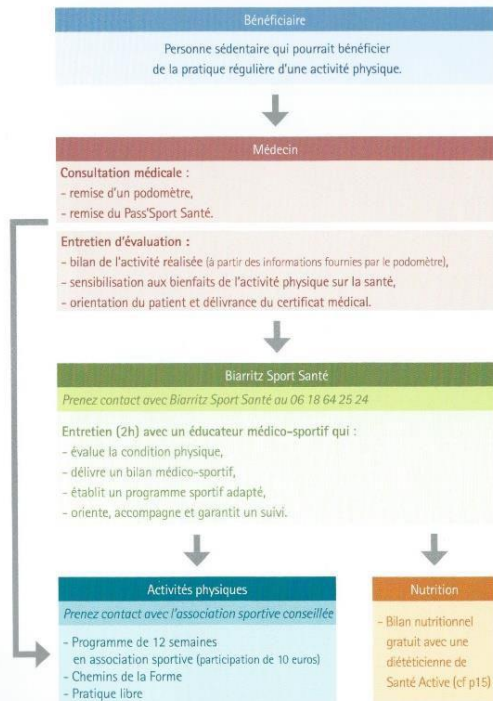 Bénéficiaire
Personne sédentaire qui pourrait bénéficier
de la pratique régulière d'une activité physique.
Médecin
Consultation médicale :
- remise d'un podomètre,
- remise du Pass'Sport Santé.
Entretien d'évaluation :
- bilan de l'activité réalisée (à partir des informations fournies par le podomètre),
- sensibilisation aux bienfaits de l'activité physique sur la santé,
- orientation du patient et délivrance du certificat médical.
Biarritz Sport Santé
Prenez contact avec Biarritz Sport Santé au 06 18 64 25 24
Entretien (2h) avec un éducateur médico-sportif qui :
- évalue la condition physique,
- délivre un bilan médico-sportif,
- établit un programme sportif adapté,
- oriente, accompagne et garantit un suivi.
Activités physiques
Prenez contact avec l'association sportive conseillée
- Programme de 12 semaines
en association sportive (participation de 10 euros)
- Chemins de la Forme
- Pratique libre
Nutrition
- Bilan nutritionnel
gratuit avec une
diététicienne de
Santé Active (cf p15)